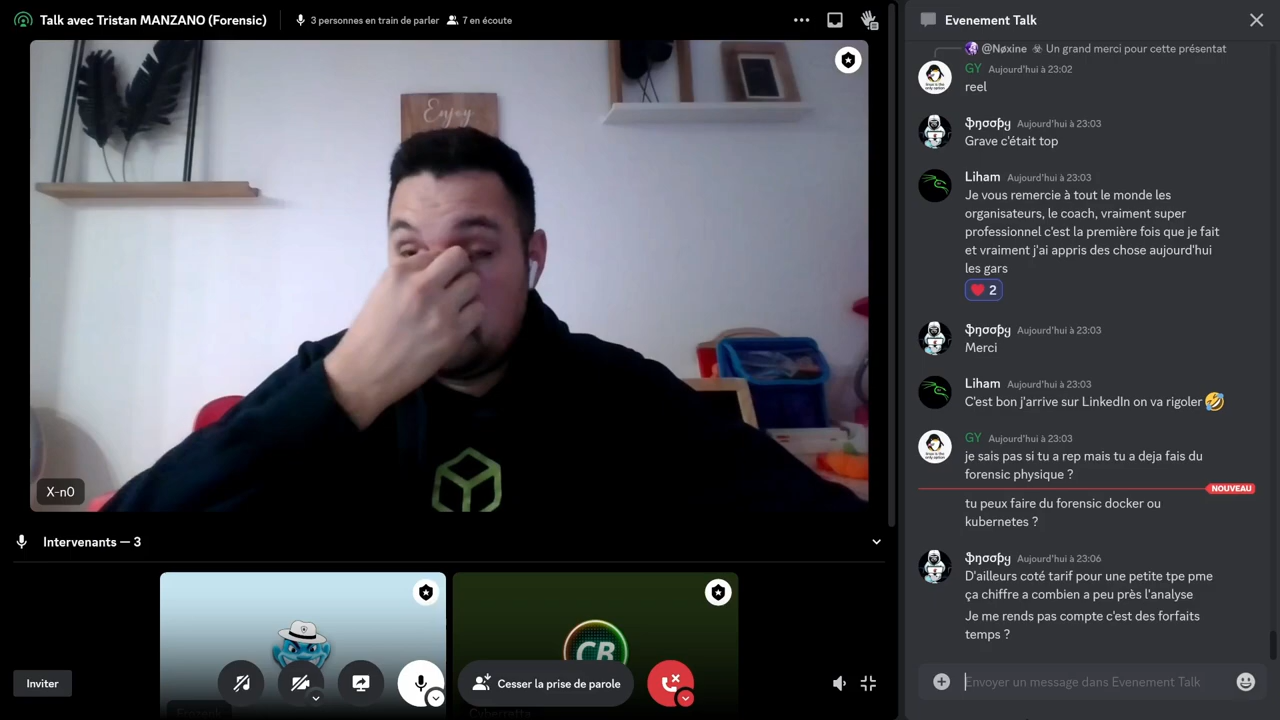 Talk avec Tristan MANZANO (Forensic)
3 personnes en train de parler
7 en écoute
Enjoy
X-n0
Intervenants — 3
CB
Inviter
Cesser la prise de parole
Evenement Talk
@Nøxine ☣ Un grand merci pour cette présentat
GY Aujourd'hui à 23:02
reel
Aujourd'hui à 23:03
Grave c'était top
Liham Aujourd'hui à 23:03
Je vous remercie à tout le monde les
organisateurs, le coach, vraiment super
professionnel c'est la première fois que je fait
et vraiment j'ai appris des chose aujourd'hui
les gars
❤️ 2
Aujourd'hui à 23:03
Merci
Liham Aujourd'hui à 23:03
C'est bon j'arrive sur LinkedIn on va rigoler 🤣
GY Aujourd'hui à 23:03
je sais pas si tu a rep mais tu a deja fais du
forensic physique ?
NOUVEAU
tu peux faire du forensic docker ou
kubernetes ?
Aujourd'hui à 23:06
D'ailleurs coté tarif pour une petite tpe pme
ça chiffre a combien a peu près l'analyse
Je me rends pas compte c'est des forfaits
temps ?
Envoyer un message dans Evenement Talk